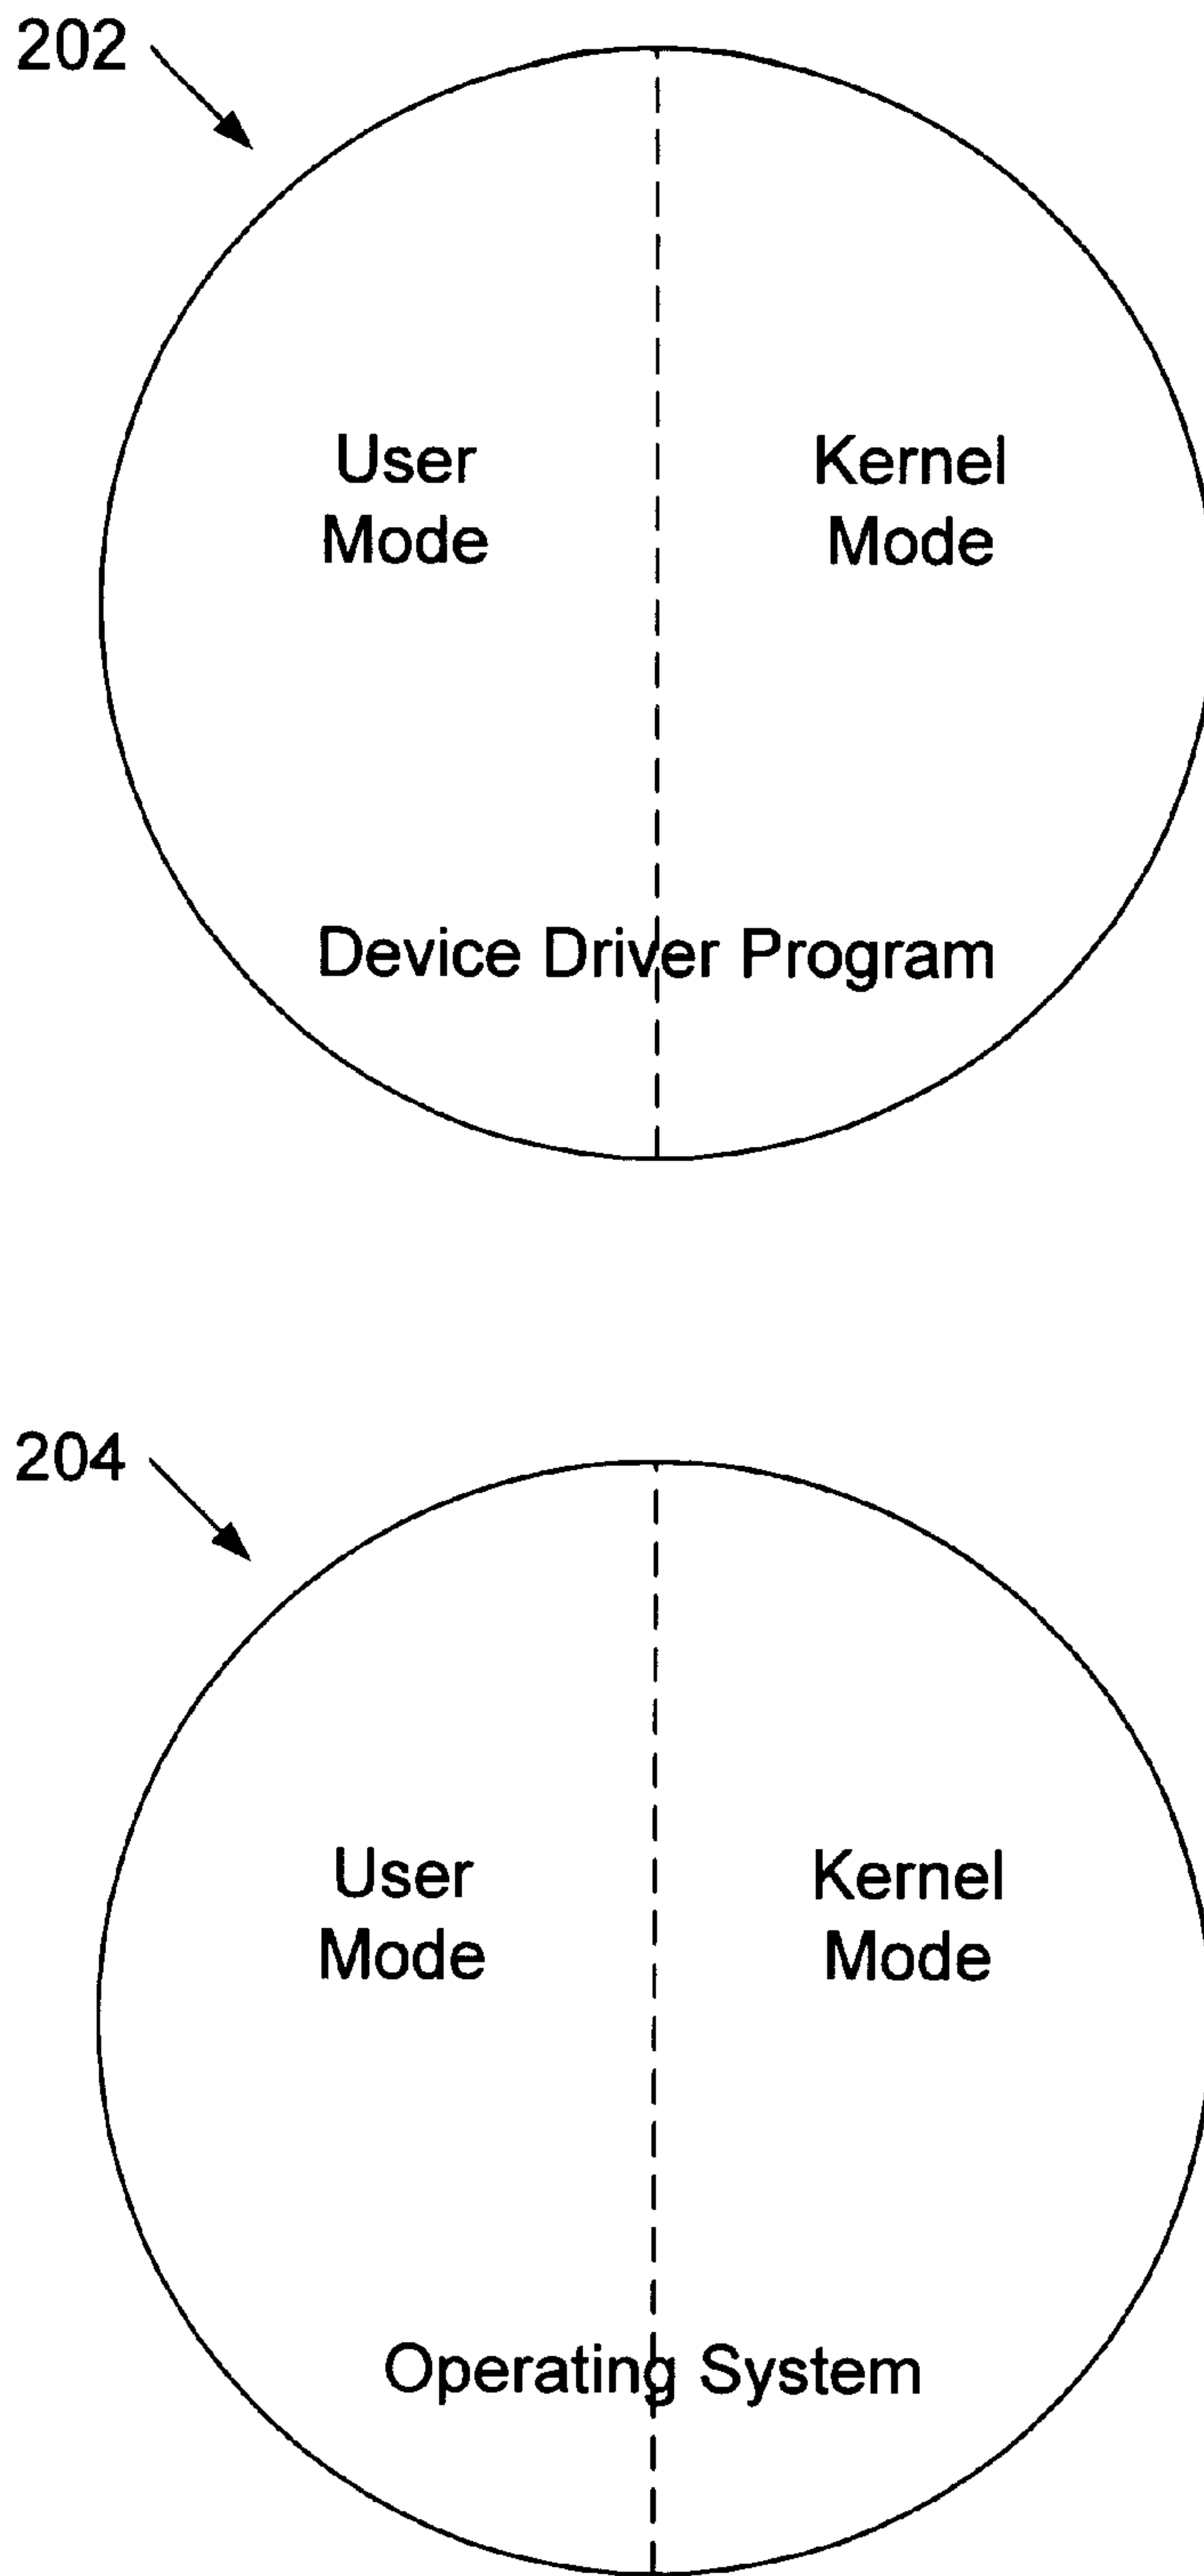 202
User Mode
Kernel Mode
Device Driver Program
204
User Mode
Kernel Mode
Operating System